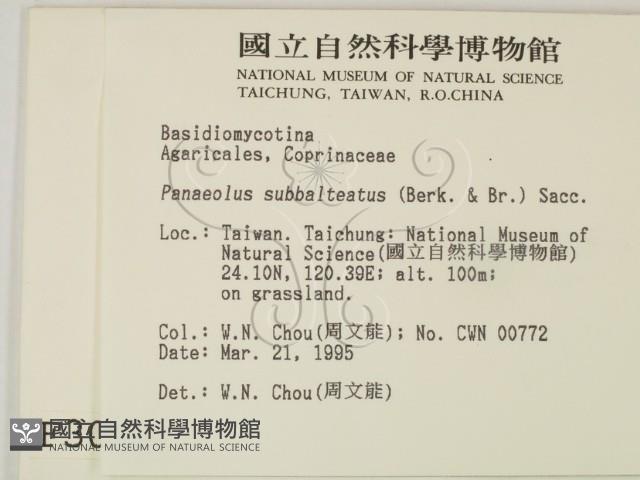 國立自然科學博物館
NATIONAL MUSEUM OF NATURAL SCIENCE
TAICHUNG, TAIWAN, R.O.CHINA
Basidiomycotina
Agaricales, Coprinaceae
Panaeolus subbalteatus (Berk. & Br.) Sacc.
Loc.: Taiwan. Taichung: National Museum of
Natural Science(國立自然科學博物館)
24.10N, 120.39E; alt. 100m;
on grassland.
Col.: W.N. Chou(周文能); No. CWN 00772
Date: Mar. 21, 1995
Det.: W.N. Chou(周文能)
國立自然科學博物館
NATIONAL MUSEUM OF NATURAL SCIENCE